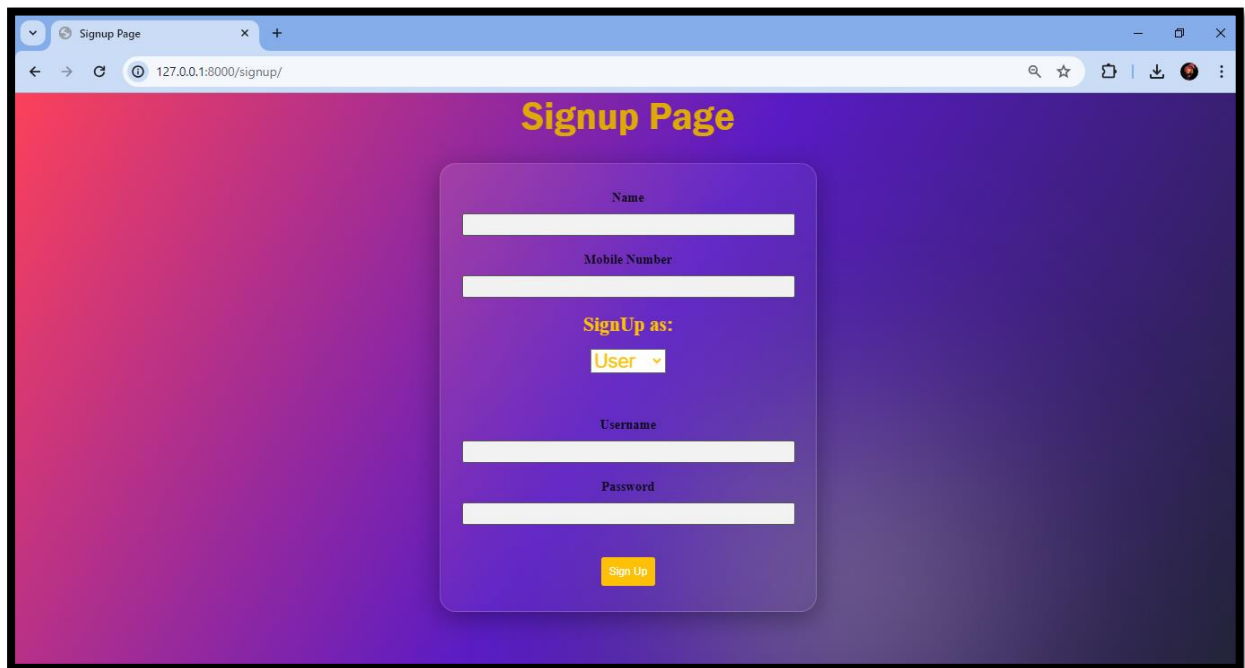 Signup Page
127.0.0.1:8000/signup/
Signup Page
Name
Mobile Number
SignUp as:
User
Username
Password
Sign Up